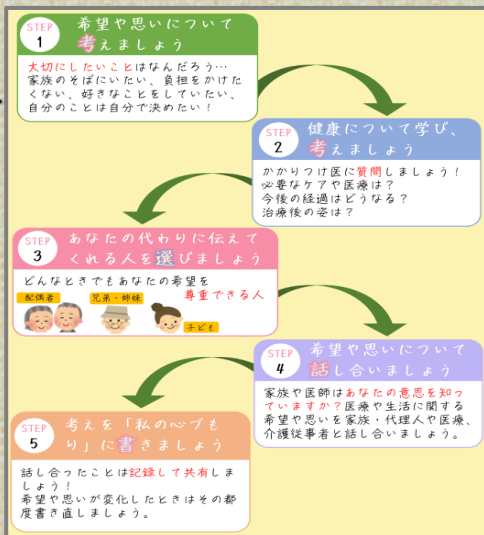 STEP
1
希望や思いについて
考えましょう
大切にしたいことはなんだろう…
家族のそばにいたい、負担をかけた
くない、好きなことをしていたい、
自分のことは自分で決めたい！
STEP
2
健康について学び、
考えましょう
かかりつけ医に質問しましょう！
必要なケアや医療は？
今後の経過はどうなる？
治療後の姿は？
STEP
3
あなたの代わりに伝えて
くれる人を選びましょう
どんなときでもあなたの希望を
尊重できる人
配偶者
兄弟・姉妹
子ども
STEP
4
希望や思いについて
話し合いましょう
家族や医師はあなたの意思を知っ
ていますか？医療や生活に関する
希望や思いを家族・代理人や医療、
介護従事者と話し合いましょう。
STEP
5
考えを「私の心づも
り」に書きましょう
話し合ったことは記録して共有しま
しょう！
希望や思いが変化したときはその都
度書き直しましょう。